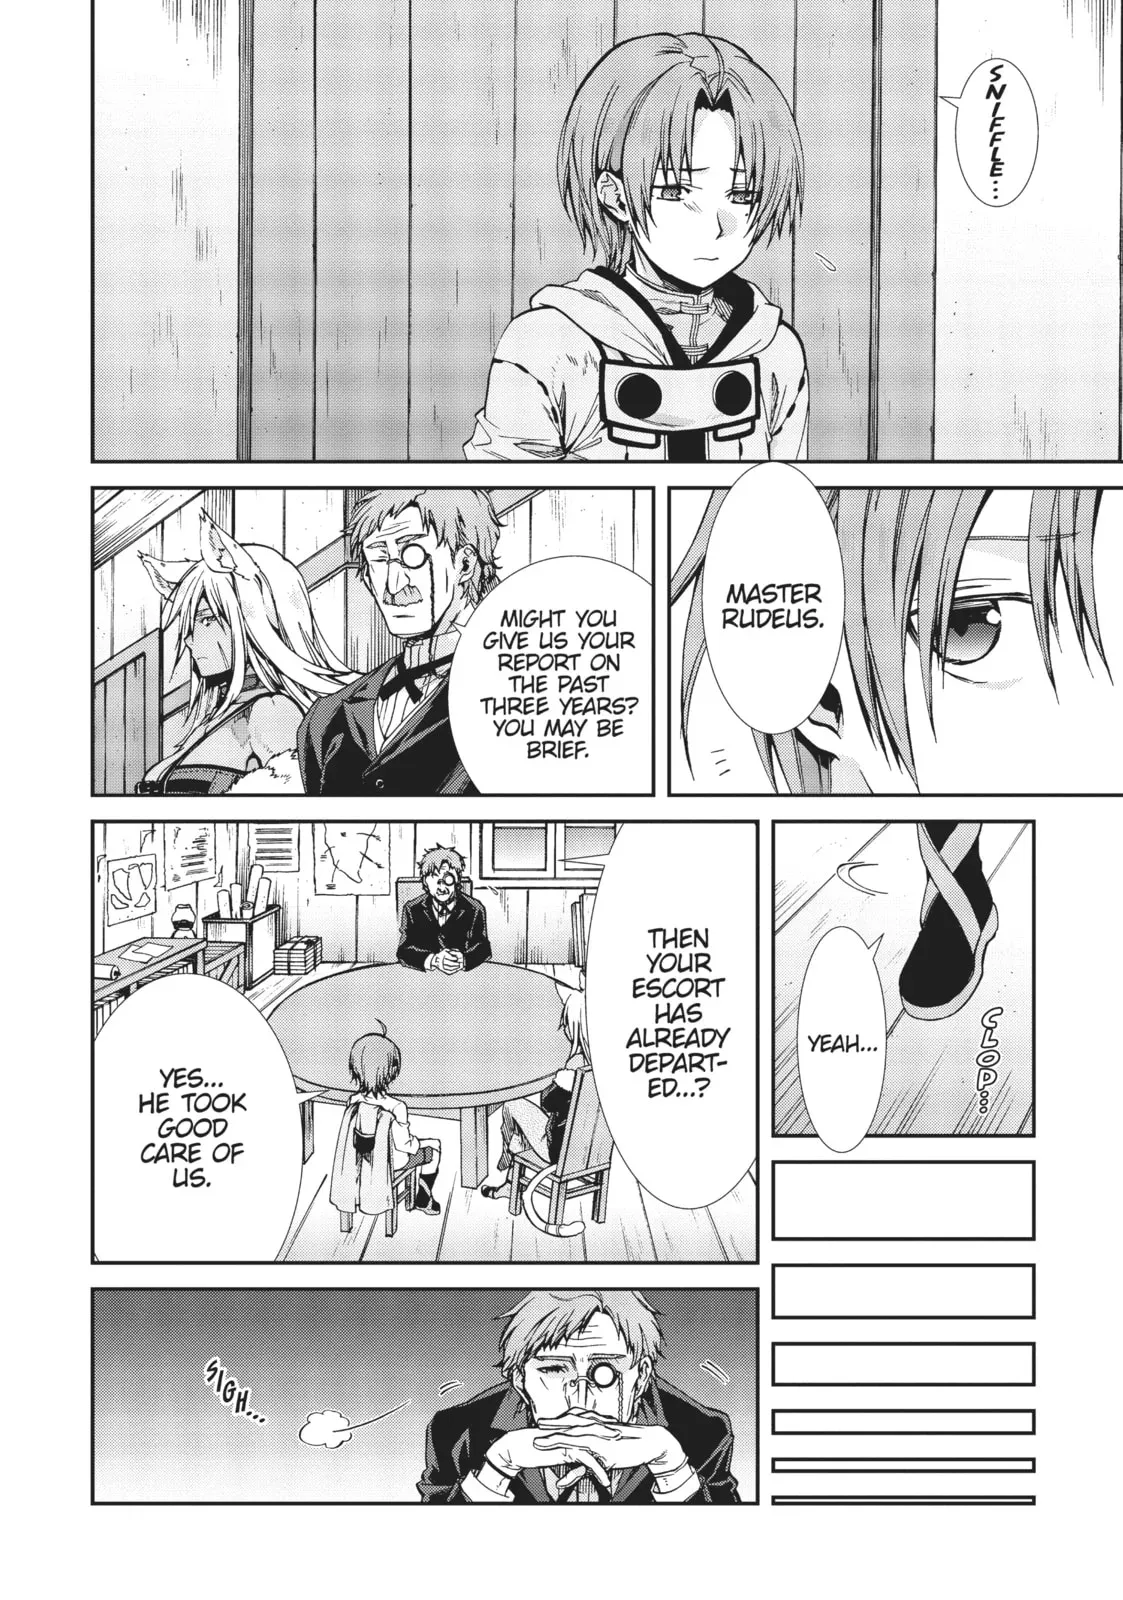 SNIFFLE...
MASTER
RUDEUS.
MIGHT YOU
GIVE US YOUR
REPORT ON
THE PAST
THREE YEARS?
YOU MAY BE
BRIEF.
YEAH...
CLOP...
THEN
YOUR
ESCORT
HAS
ALREADY
DEPART-
ED...?
YES...
HE TOOK
GOOD
CARE OF
US.
SIGH...